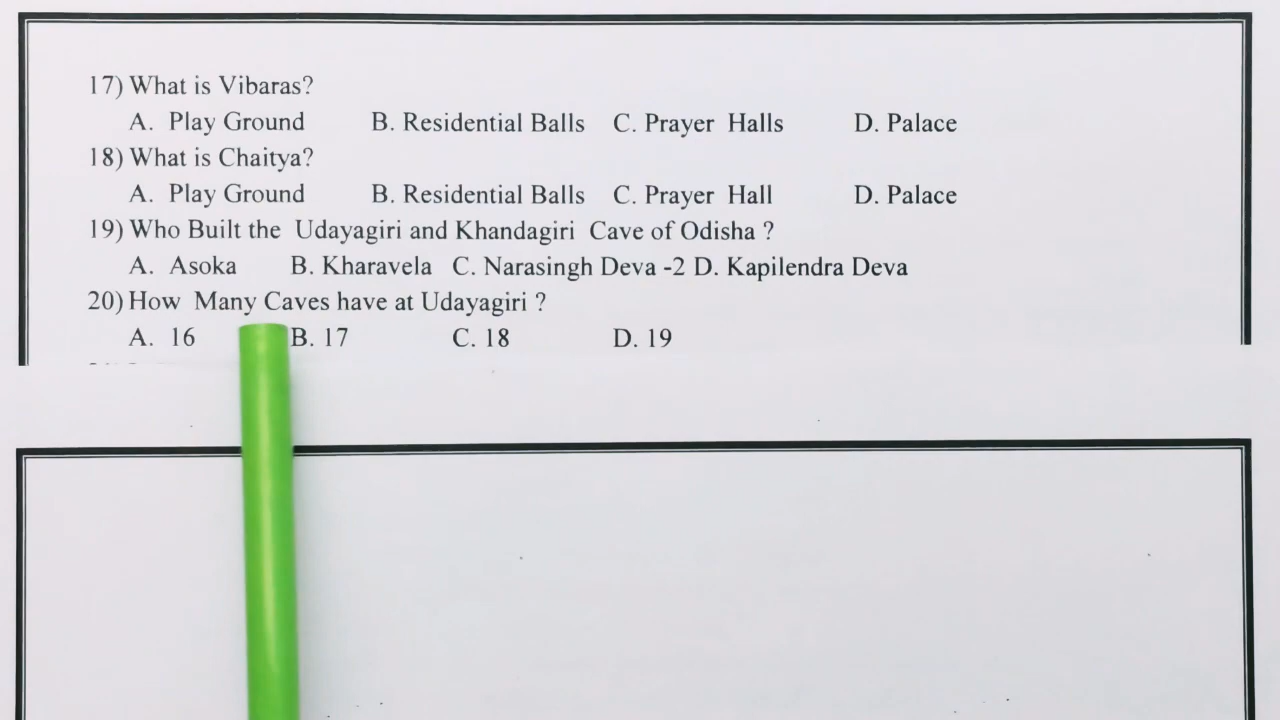 17) What is Vibaras?
A. Play Ground B. Residential Balls C. Prayer Halls D. Palace
18) What is Chaitya?
A. Play Ground B. Residential Balls C. Prayer Hall D. Palace
19) Who Built the Udayagiri and Khandagiri Cave of Odisha ?
A. Asoka B. Kharavela C. Narasingh Deva -2 D. Kapilendra Deva
20) How Many Caves have at Udayagiri ?
A. 16 B. 17 C. 18 D. 19